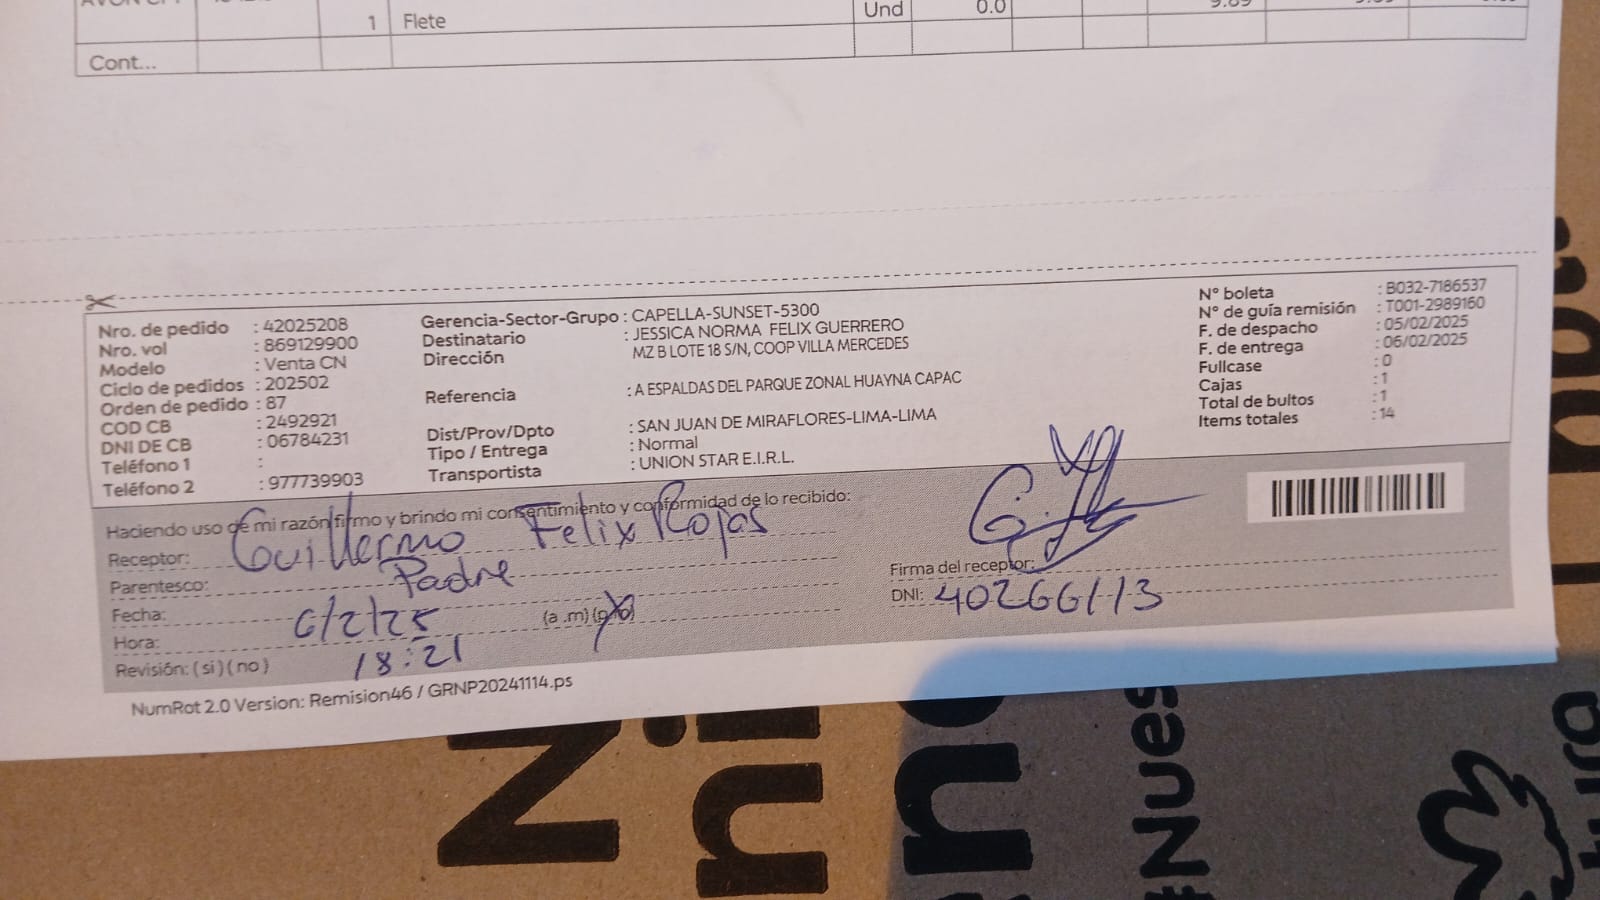 1 Flete Und 0.0
Cont...
Nro. de pedido : 42025208
Nro. vol : 869129900
Modelo : Venta CN
Ciclo de pedidos : 202502
Orden de pedido : 87
COD CB : 2492921
DNI DE CB : 06784231
Teléfono 1 :
Teléfono 2 : 977739903
Gerencia-Sector-Grupo : CAPELLA-SUNSET-5300
Destinatario : JESSICA NORMA FELIX GUERRERO
Dirección MZ B LOTE 18 S/N, COOP VILLA MERCEDES
Referencia : A ESPALDAS DEL PARQUE ZONAL HUAYNA CAPAC
Dist/Prov/Dpto : SAN JUAN DE MIRAFLORES-LIMA-LIMA
Tipo / Entrega : Normal
Transportista : UNION STAR E.I.R.L.
N° boleta : B032-7186537
N° de guía remisión : T001-2989160
F. de despacho : 05/02/2025
F. de entrega : 06/02/2025
Fullcase : 0
Cajas : 1
Total de bultos : 1
Items totales : 14
Haciendo uso de mi razón firmo y brindo mi consentimiento y conformidad de lo recibido:
Receptor: Guillermo Felix Rojas
Parentesco: Padre
Fecha: 6/2/25 (a .m) (p.m)
Hora: 18:21
Revisión: ( si ) ( no )
Firma del receptor:
DNI: 40266113
NumRot 2.0 Version: Remision46 / GRNP20241114.ps
#Nues
tura